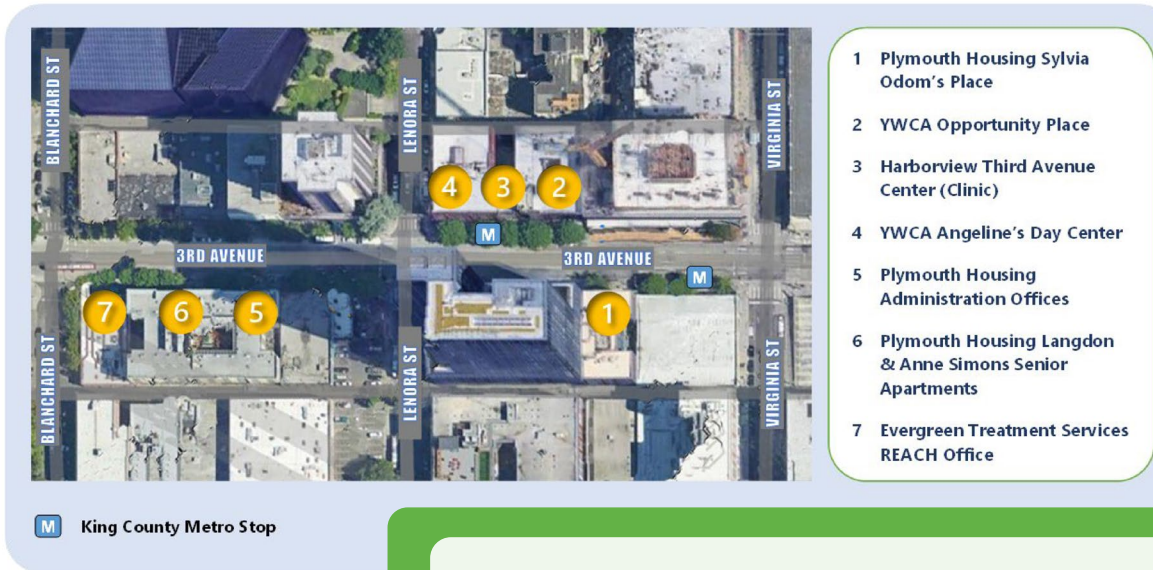 BLANCHARD ST
LENORA ST
VIRGINIA ST
4
3
2
M
3RD AVENUE
3RD AVENUE
M
7
6
5
1
BLANCHARD ST
LENORA ST
VIRGINIA ST
1 Plymouth Housing Sylvia
Odom's Place
2 YWCA Opportunity Place
3 Harborview Third Avenue
Center (Clinic)
4 YWCA Angeline's Day Center
5 Plymouth Housing
Administration Offices
6 Plymouth Housing Langdon
& Anne Simons Senior
Apartments
7 Evergreen Treatment Services
REACH Office
M King County Metro Stop